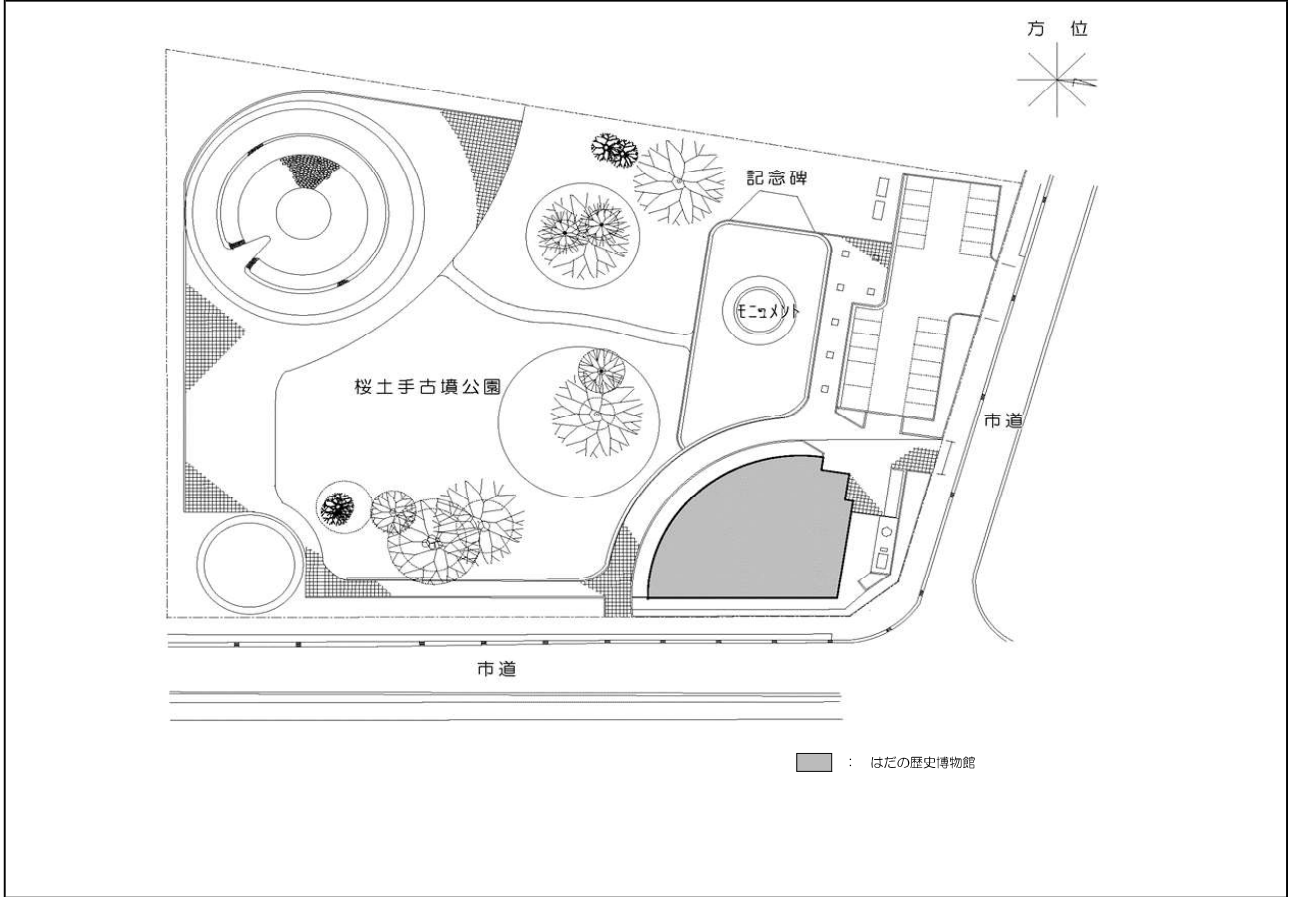 方 位
記念碑
モニュメント
桜土手古墳公園
市道
市道
： はだの歴史博物館